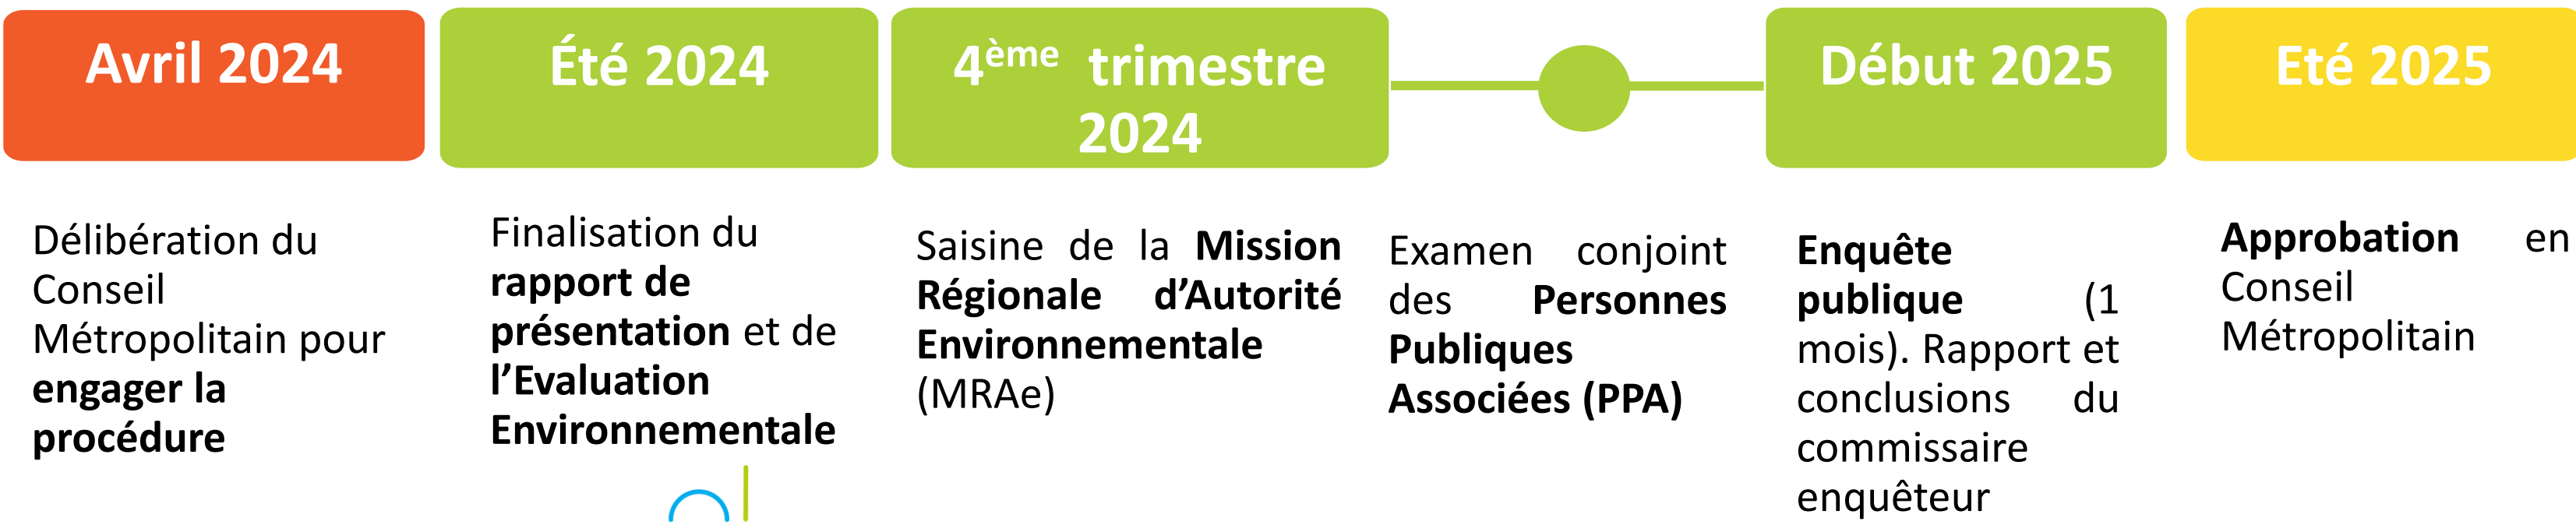 Avril 2024
Délibération du
Conseil
Métropolitain pour
engager la
procédure
Été 2024
Finalisation du
rapport de
présentation et de
l’Evaluation
Environnementale
4ème trimestre
2024
Saisine de la Mission
Régionale d’Autorité
Environnementale
(MRAe)
Examen conjoint
des Personnes
Publiques
Associées (PPA)
Début 2025
Enquête
publique (1
mois). Rapport et
conclusions du
commissaire
enquêteur
Eté 2025
Approbation en
Conseil
Métropolitain